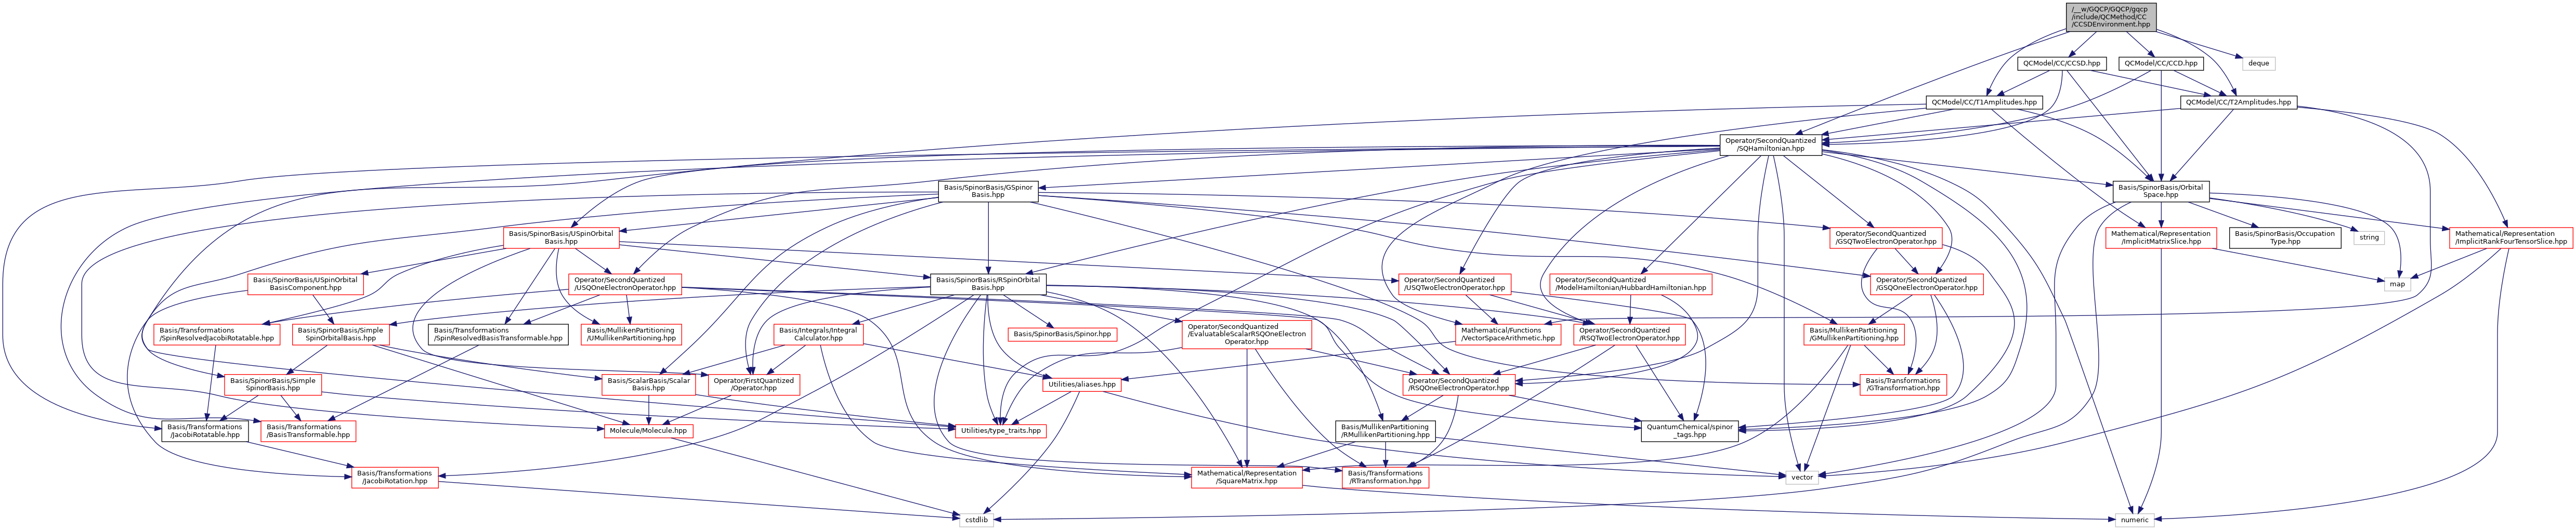 /__w/GQCP/GQCP/gqcp
/include/QCMethod/CC
/CCSDEnvironment.hpp
QCModel/CC/CCSD.hpp
QCModel/CC/CCD.hpp
deque
QCModel/CC/T1Amplitudes.hpp
QCModel/CC/T2Amplitudes.hpp
Operator/SecondQuantized
/SQHamiltonian.hpp
Basis/SpinorBasis/GSpinor
Basis.hpp
Basis/SpinorBasis/Orbital
Space.hpp
Basis/SpinorBasis/USpinOrbital
Basis.hpp
Operator/SecondQuantized
/GSQTwoElectronOperator.hpp
Mathematical/Representation
/ImplicitMatrixSlice.hpp
Basis/SpinorBasis/Occupation
Type.hpp
string
Mathematical/Representation
/ImplicitRankFourTensorSlice.hpp
Basis/SpinorBasis/USpinOrbital
BasisComponent.hpp
Operator/SecondQuantized
/USQOneElectronOperator.hpp
Basis/SpinorBasis/RSpinOrbital
Basis.hpp
Operator/SecondQuantized
/USQTwoElectronOperator.hpp
Operator/SecondQuantized
/ModelHamiltonian/HubbardHamiltonian.hpp
Operator/SecondQuantized
/GSQOneElectronOperator.hpp
map
Basis/Transformations
/SpinResolvedJacobiRotatable.hpp
Basis/SpinorBasis/Simple
SpinOrbitalBasis.hpp
Basis/Transformations
/SpinResolvedBasisTransformable.hpp
Basis/MullikenPartitioning
/UMullikenPartitioning.hpp
Basis/Integrals/Integral
Calculator.hpp
Basis/SpinorBasis/Spinor.hpp
Operator/SecondQuantized
/EvaluatableScalarRSQOneElectron
Operator.hpp
Mathematical/Functions
/VectorSpaceArithmetic.hpp
Operator/SecondQuantized
/RSQTwoElectronOperator.hpp
Basis/MullikenPartitioning
/GMullikenPartitioning.hpp
Basis/SpinorBasis/Simple
SpinorBasis.hpp
Basis/ScalarBasis/Scalar
Basis.hpp
Operator/FirstQuantized
/Operator.hpp
Utilities/aliases.hpp
Operator/SecondQuantized
/RSQOneElectronOperator.hpp
Basis/Transformations
/GTransformation.hpp
Basis/Transformations
/JacobiRotatable.hpp
Basis/Transformations
/BasisTransformable.hpp
Molecule/Molecule.hpp
Utilities/type_traits.hpp
Basis/MullikenPartitioning
/RMullikenPartitioning.hpp
QuantumChemical/spinor
_tags.hpp
Basis/Transformations
/JacobiRotation.hpp
Mathematical/Representation
/SquareMatrix.hpp
Basis/Transformations
/RTransformation.hpp
vector
cstdlib
numeric